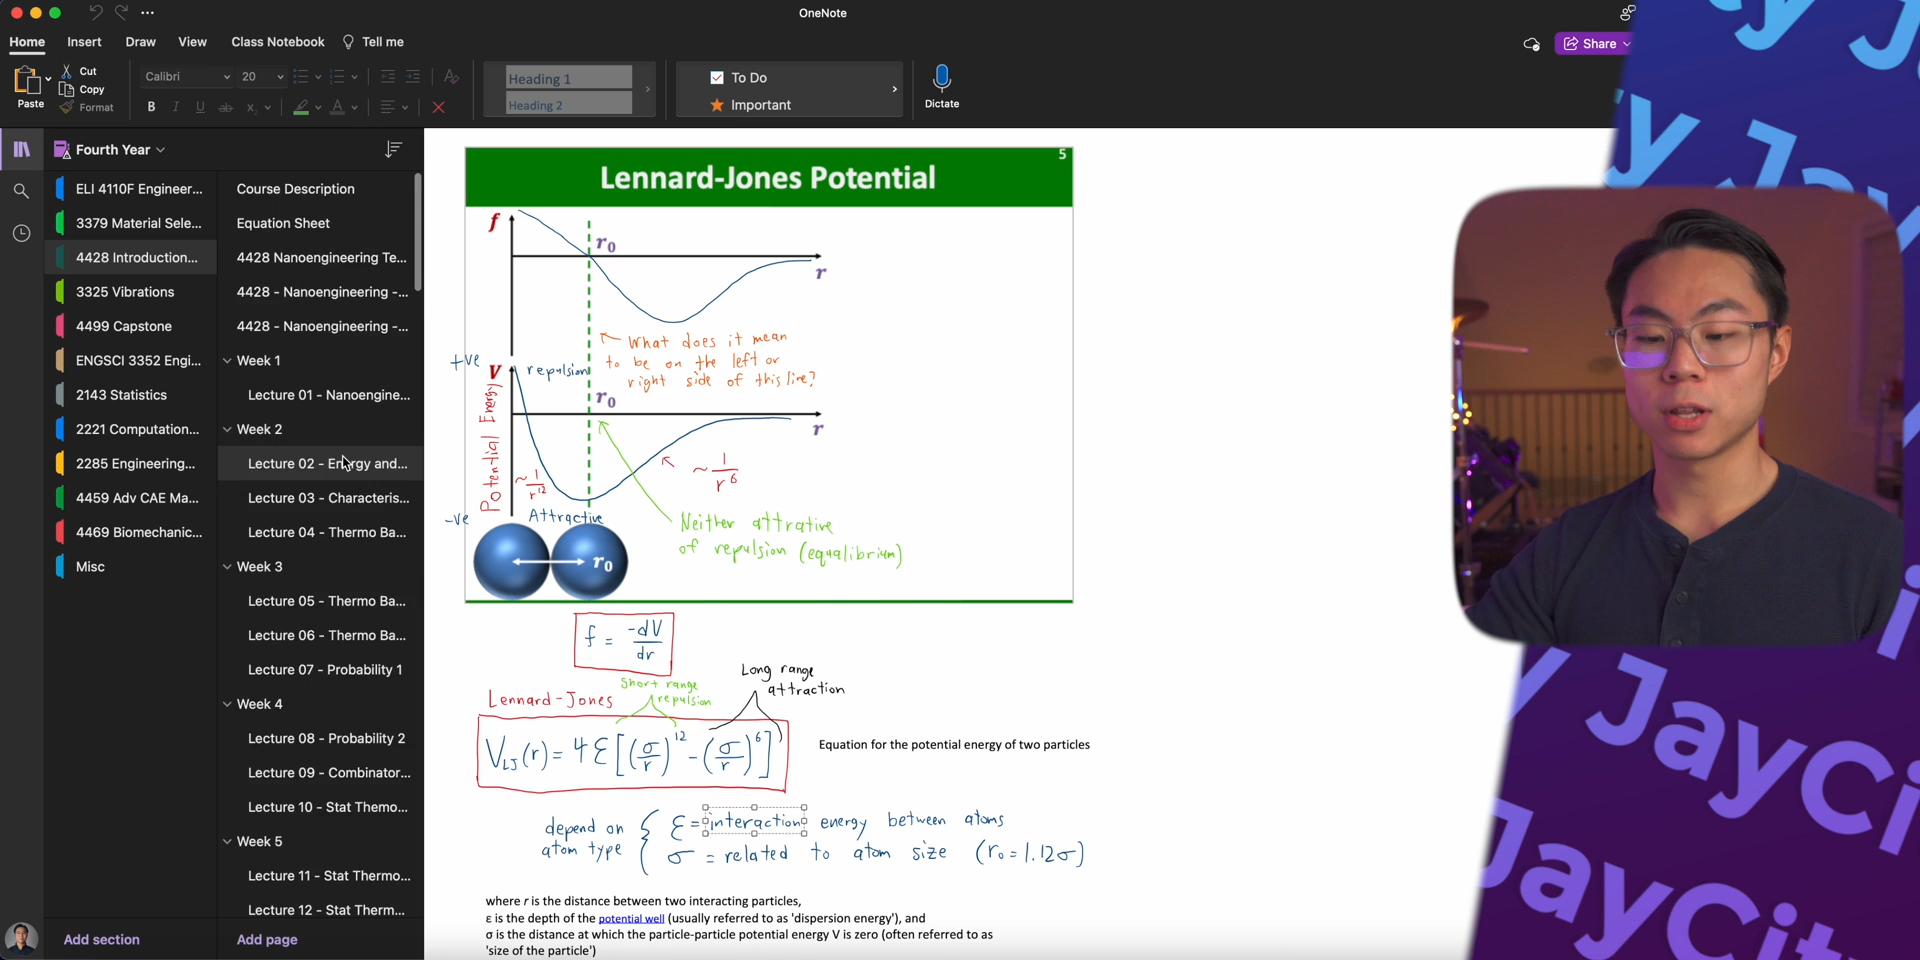 OneNote
Home Insert Draw View Class Notebook Tell me
Share
Paste
Cut
Copy
Format
Calibri 20
B I U ab x
Heading 1
Heading 2
To Do
Important
Dictate
Fourth Year
ELI 4110F Engineer...
3379 Material Sele...
4428 Introduction...
3325 Vibrations
4499 Capstone
ENGSCI 3352 Engi...
2143 Statistics
2221 Computation...
2285 Engineering...
4459 Adv CAE Ma...
4469 Biomechanic...
Misc
Add section
Course Description
Equation Sheet
4428 Nanoengineering Te...
4428 - Nanoengineering -...
4428 - Nanoengineering -...
Week 1
Lecture 01 - Nanoengine...
Week 2
Lecture 02 - Energy and...
Lecture 03 - Characteris...
Lecture 04 - Thermo Ba...
Week 3
Lecture 05 - Thermo Ba...
Lecture 06 - Thermo Ba...
Lecture 07 - Probability 1
Week 4
Lecture 08 - Probability 2
Lecture 09 - Combinator...
Lecture 10 - Stat Themo...
Week 5
Lecture 11 - Stat Thermo...
Lecture 12 - Stat Therm...
Add page
5
Lennard-Jones Potential
f
r0
r
What does it mean
to be on the left or
right side of this line?
+ve
V
repulsion
r0
r
Potential Energy
~1/r^12
~1/r^6
-ve
Attractive
Neither attrative
of repulsion (equalibrium)
r0
f = -dV/dr
Long range
attraction
Short range
repulsion
Lennard-Jones
VLJ(r) = 4ε[(σ/r)^12 - (σ/r)^6]
Equation for the potential energy of two particles
depend on
atom type
ε = interaction energy between atoms
σ = related to atom size (r0 = 1.12σ)
where r is the distance between two interacting particles,
ε is the depth of the potential well (usually referred to as 'dispersion energy'), and
σ is the distance at which the particle-particle potential energy V is zero (often referred to as
'size of the particle')
City
y JayCity
JayCity
JayCity